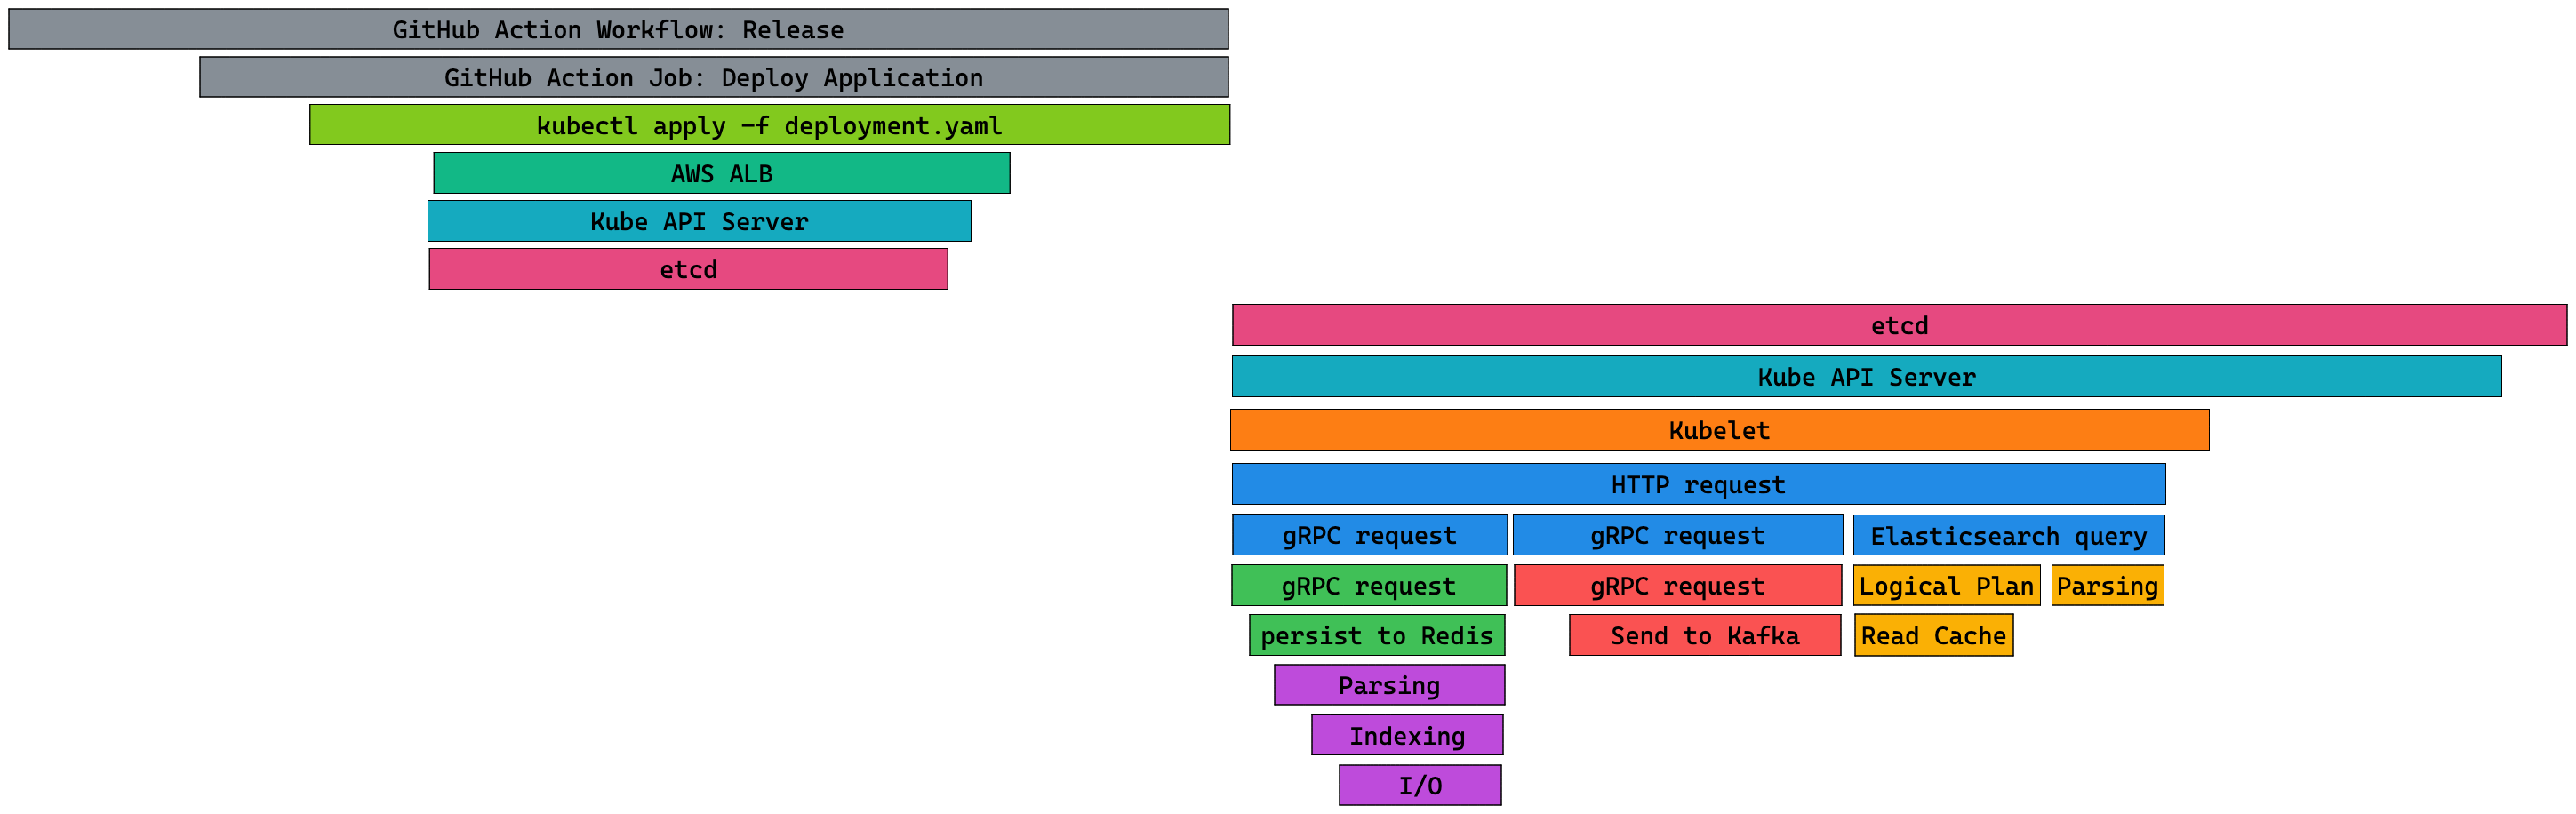 GitHub Action Workflow: Release
GitHub Action Job: Deploy Application
kubectl apply -f deployment.yaml
AWS ALB
Kube API Server
etcd
etcd
Kube API Server
Kubelet
HTTP request
gRPC request gRPC request Elasticsearch query
gRPC request gRPC request Logical Plan Parsing
persist to Redis Send to Kafka Read Cache
Parsing
Indexing
I/O